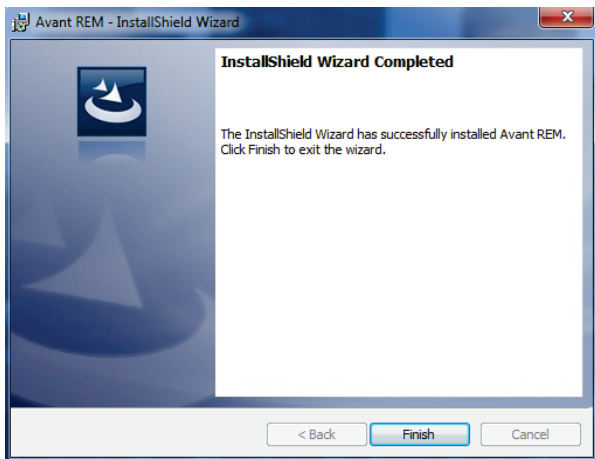 Avant REM - InstallShield Wizard
X
InstallShield Wizard Completed
The InstallShield Wizard has successfully installed Avant REM.
Click Finish to exit the wizard.
< Back
Finish
Cancel